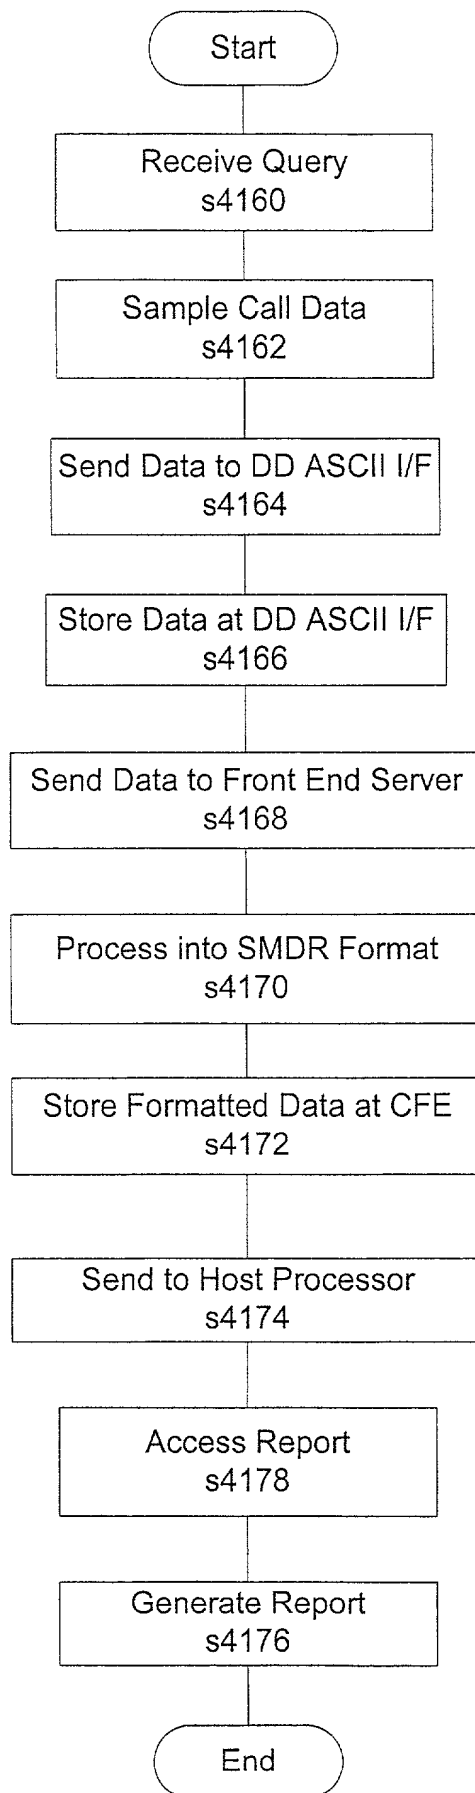 Start
Receive Query
s4160
Sample Call Data
s4162
Send Data to DD ASCII I/F
s4164
Store Data at DD ASCII I/F
s4166
Send Data to Front End Server
s4168
Process into SMDR Format
s4170
Store Formatted Data at CFE
s4172
Send to Host Processor
s4174
Access Report
s4178
Generate Report
s4176
End